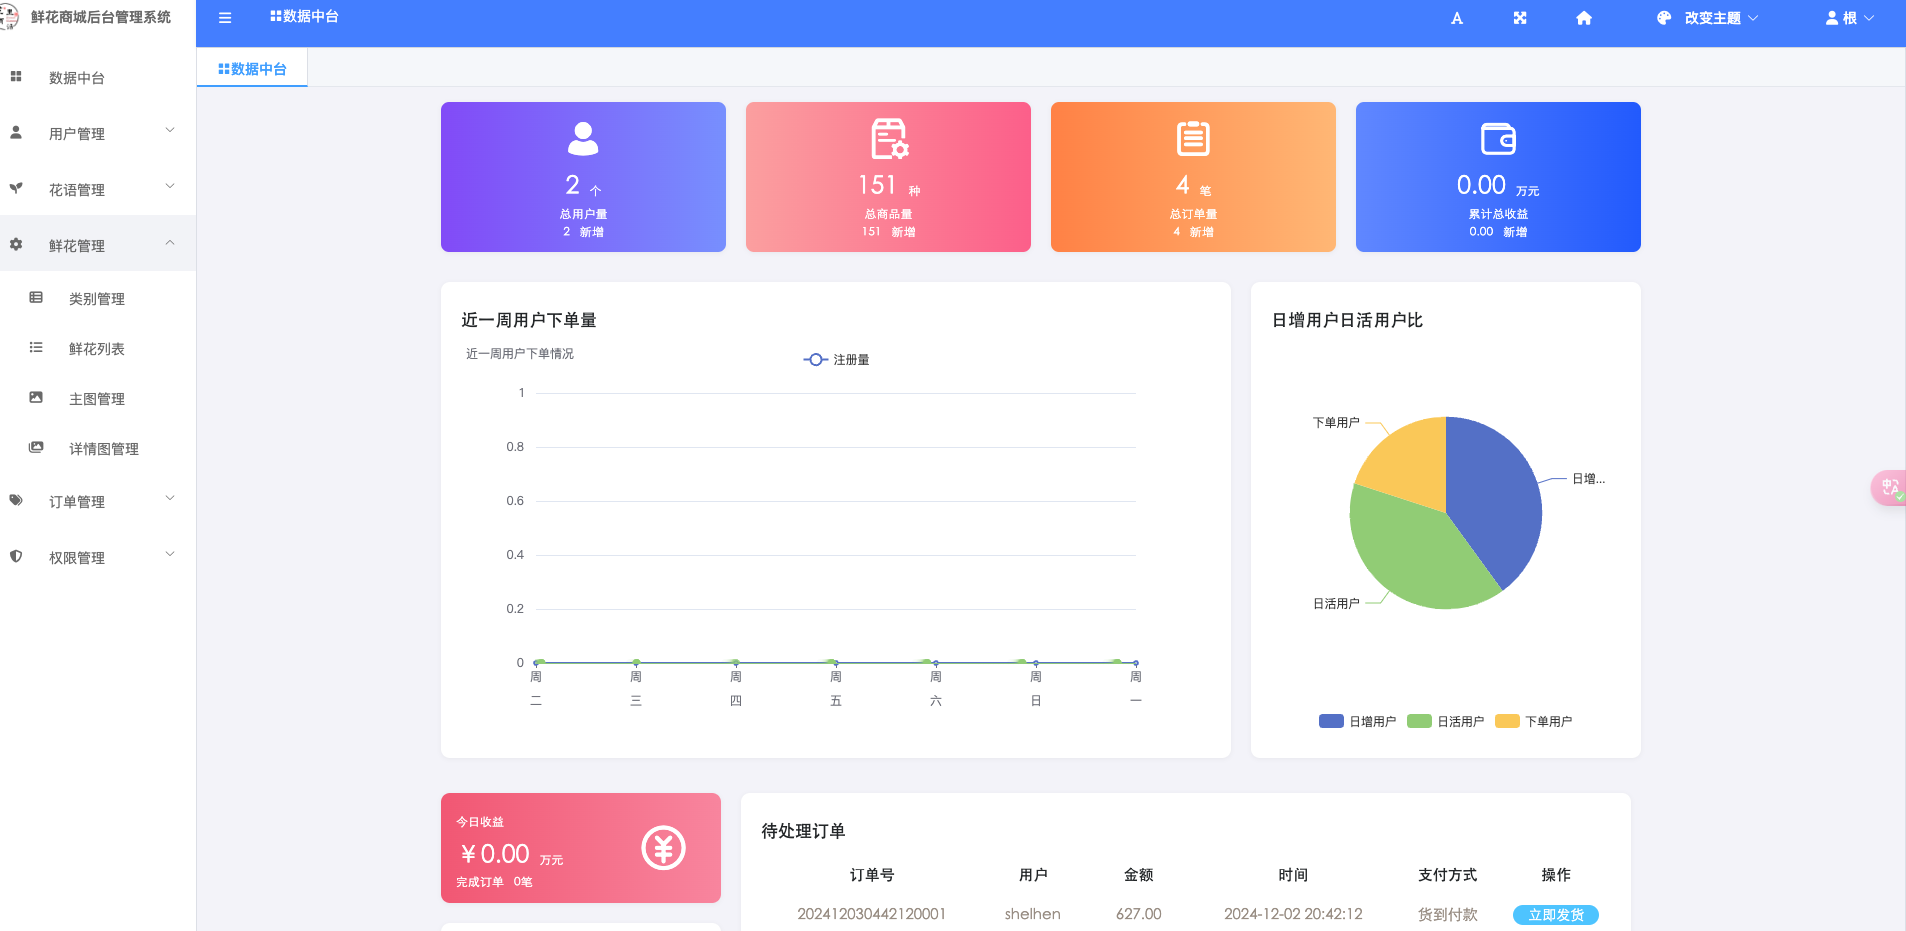 鲜花商城后台管理系统
数据中台
A
改变主题
根
数据中台
数据中台
用户管理
花语管理
鲜花管理
类别管理
鲜花列表
主图管理
详情图管理
订单管理
权限管理
2 个
总用户量
2 新增
151 种
总商品量
151 新增
4 笔
总订单量
4 新增
0.00 万元
累计总收益
0.00 新增
近一周用户下单量
近一周用户下单情况
注册量
1
0.8
0.6
0.4
0.2
0
周二
周三
周四
周五
周六
周日
周一
日增用户日活用户比
下单用户
日增...
日活用户
日增用户 日活用户 下单用户
今日收益
¥0.00 万元
完成订单 0笔
待处理订单
订单号 用户 金额 时间 支付方式 操作
202412030442120001 shelhen 627.00 2024-12-02 20:42:12 货到付款 立即发货